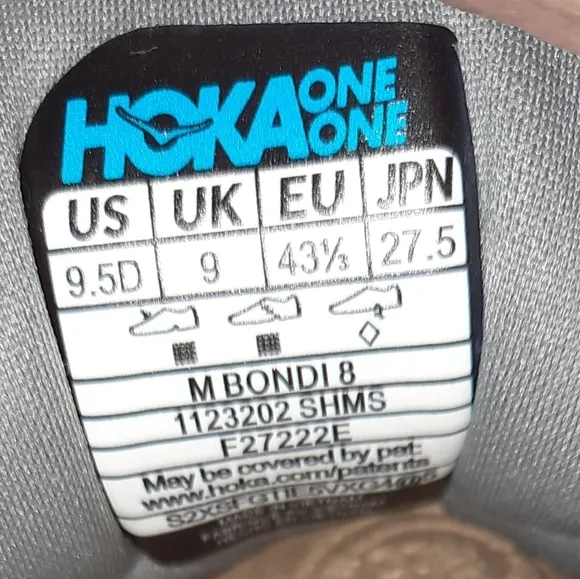 HOKA ONE ONE
US UK EU JPN
9.5D 9 43⅓ 27.5
M BONDI 8
1123202 SHMS
F27222E
May be covered by pat:
www.hoka.com/patents